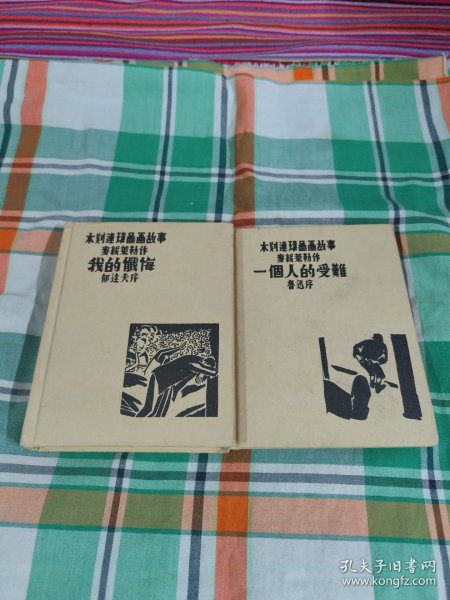 木刻連環圖畫故事
麥綏萊勒作
我的懺悔
郁達夫序
木刻連環圖畫故事
麥綏萊勒作
一個人的受難
魯迅序
孔夫子旧书网
www.kongfz.com